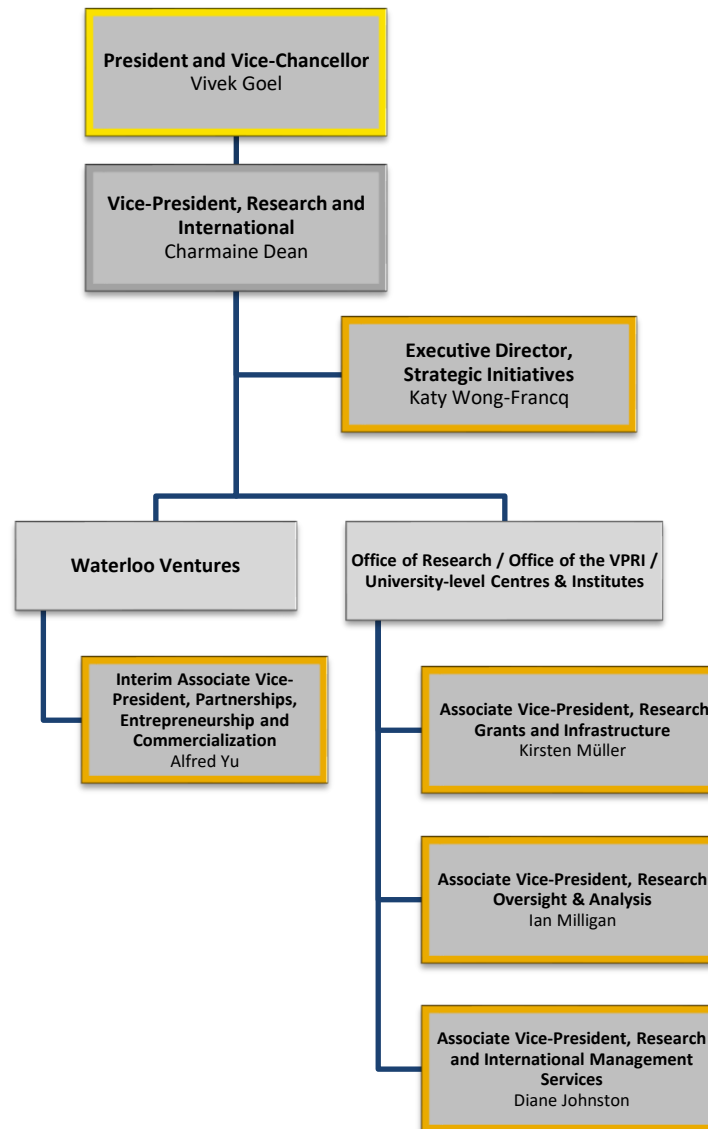 President and Vice-Chancellor
Vivek Goel
Vice-President, Research and
International
Charmaine Dean
Executive Director,
Strategic Initiatives
Katy Wong-Francq
Waterloo Ventures
Office of Research / Office of the VPRI /
University-level Centres & Institutes
Interim Associate Vice-
President, Partnerships,
Entrepreneurship and
Commercialization
Alfred Yu
Associate Vice-President, Research
Grants and Infrastructure
Kirsten Müller
Associate Vice-President, Research
Oversight & Analysis
Ian Milligan
Associate Vice-President, Research
and International Management
Services
Diane Johnston